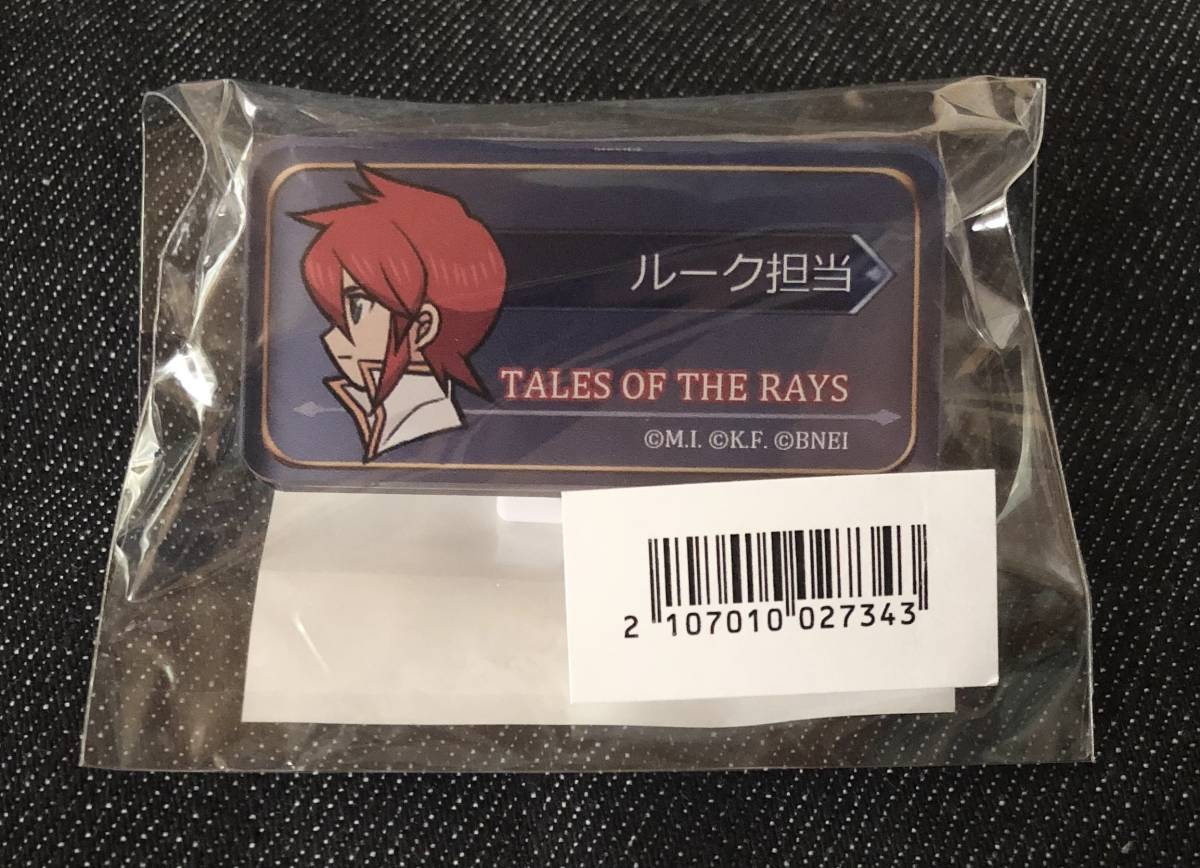 ルーク担当
TALES OF THE RAYS
©M.I. ©K.F. ©BNEI
2 107010 027343